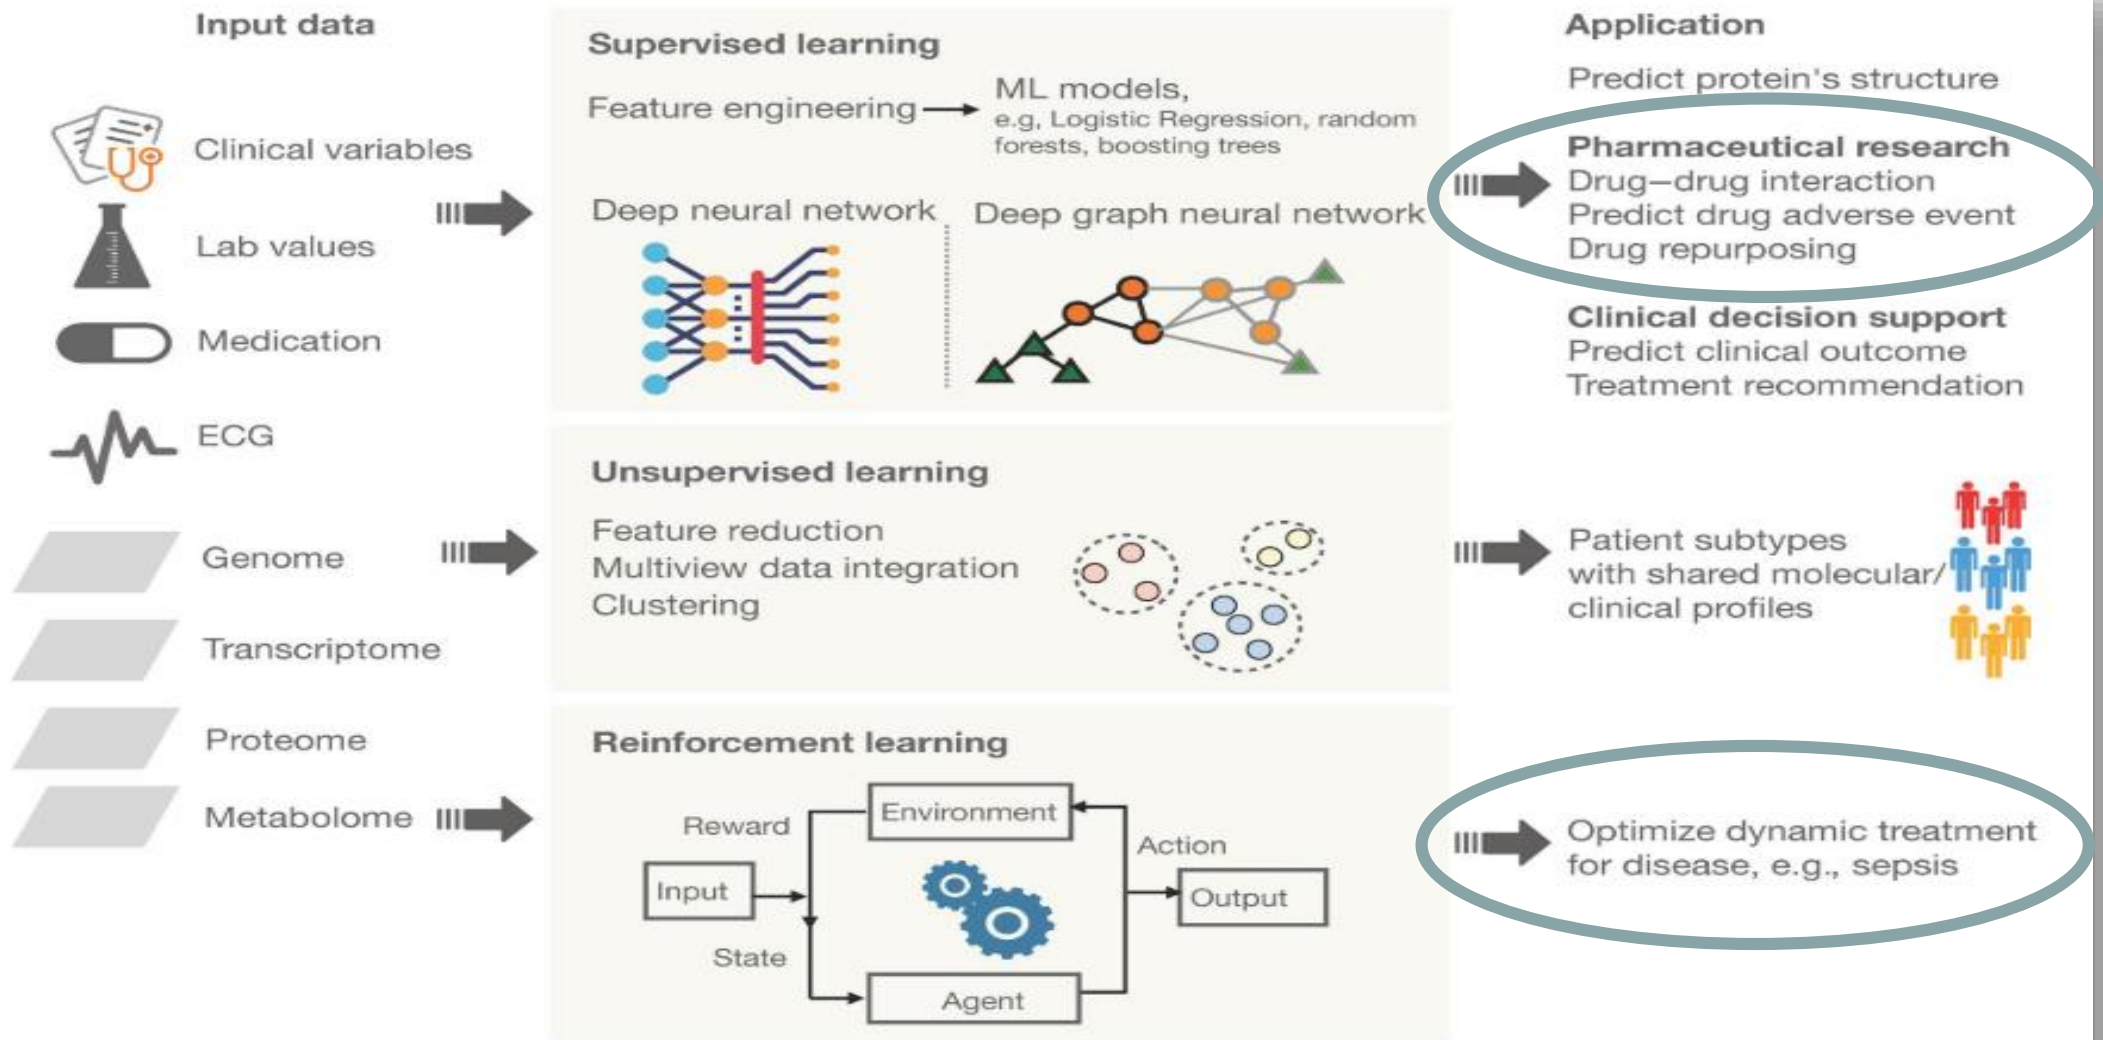 Input data
Clinical variables
Lab values
Medication
ECG
Genome
Transcriptome
Proteome
Metabolome
Supervised learning
Feature engineering
ML models,
e.g, Logistic Regression, random
forests, boosting trees
Deep neural network
Deep graph neural network
Unsupervised learning
Feature reduction
Multiview data integration
Clustering
Reinforcement learning
Environment
Reward
Action
Input
Output
State
Agent
Application
Predict protein's structure
Pharmaceutical research
Drug–drug interaction
Predict drug adverse event
Drug repurposing
Clinical decision support
Predict clinical outcome
Treatment recommendation
Patient subtypes
with shared molecular/
clinical profiles
Optimize dynamic treatment
for disease, e.g., sepsis